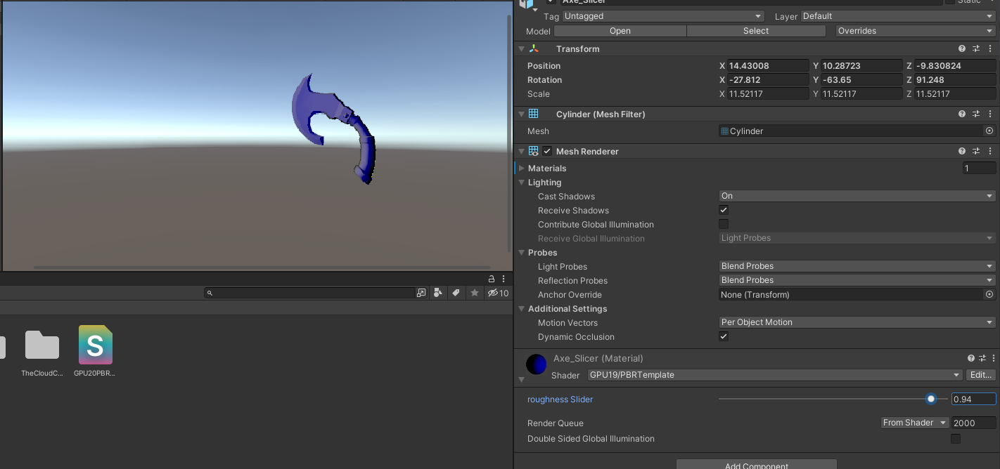 Axe_Slicer
Static
Tag Untagged Layer Default
Model Open Select Overrides
Transform
Position X 14.43008 Y 10.28723 Z -9.830824
Rotation X -27.812 Y -63.65 Z 91.248
Scale X 11.52117 Y 11.52117 Z 11.52117
Cylinder (Mesh Filter)
Mesh Cylinder
Mesh Renderer
Materials 1
Lighting
Cast Shadows On
Receive Shadows
Contribute Global Illumination
Receive Global Illumination Light Probes
Probes
Light Probes Blend Probes
Reflection Probes Blend Probes
Anchor Override None (Transform)
Additional Settings
Motion Vectors Per Object Motion
Dynamic Occlusion
Axe_Slicer (Material)
Shader GPU19/PBRTemplate Edit...
roughness Slider 0.94
Render Queue From Shader 2000
Double Sided Global Illumination
Add Component
10
S
TheCloudC...
GPU20PBR...